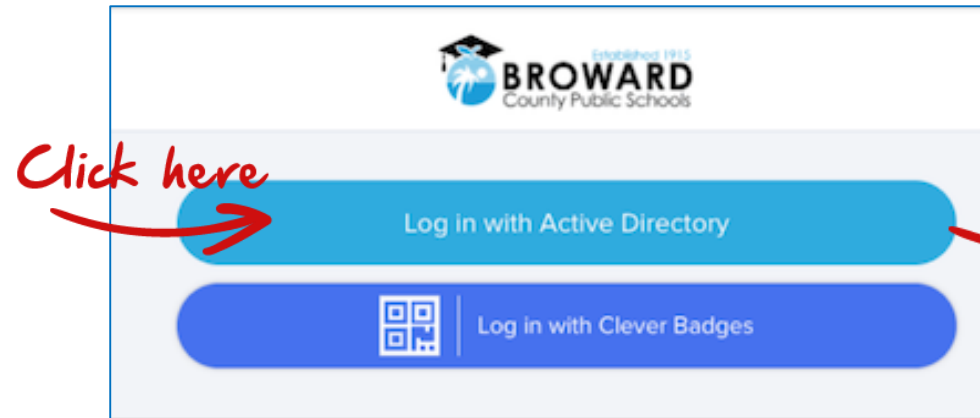 Established 1915
BROWARD
County Public Schools
Click here
Log in with Active Directory
Log in with Clever Badges